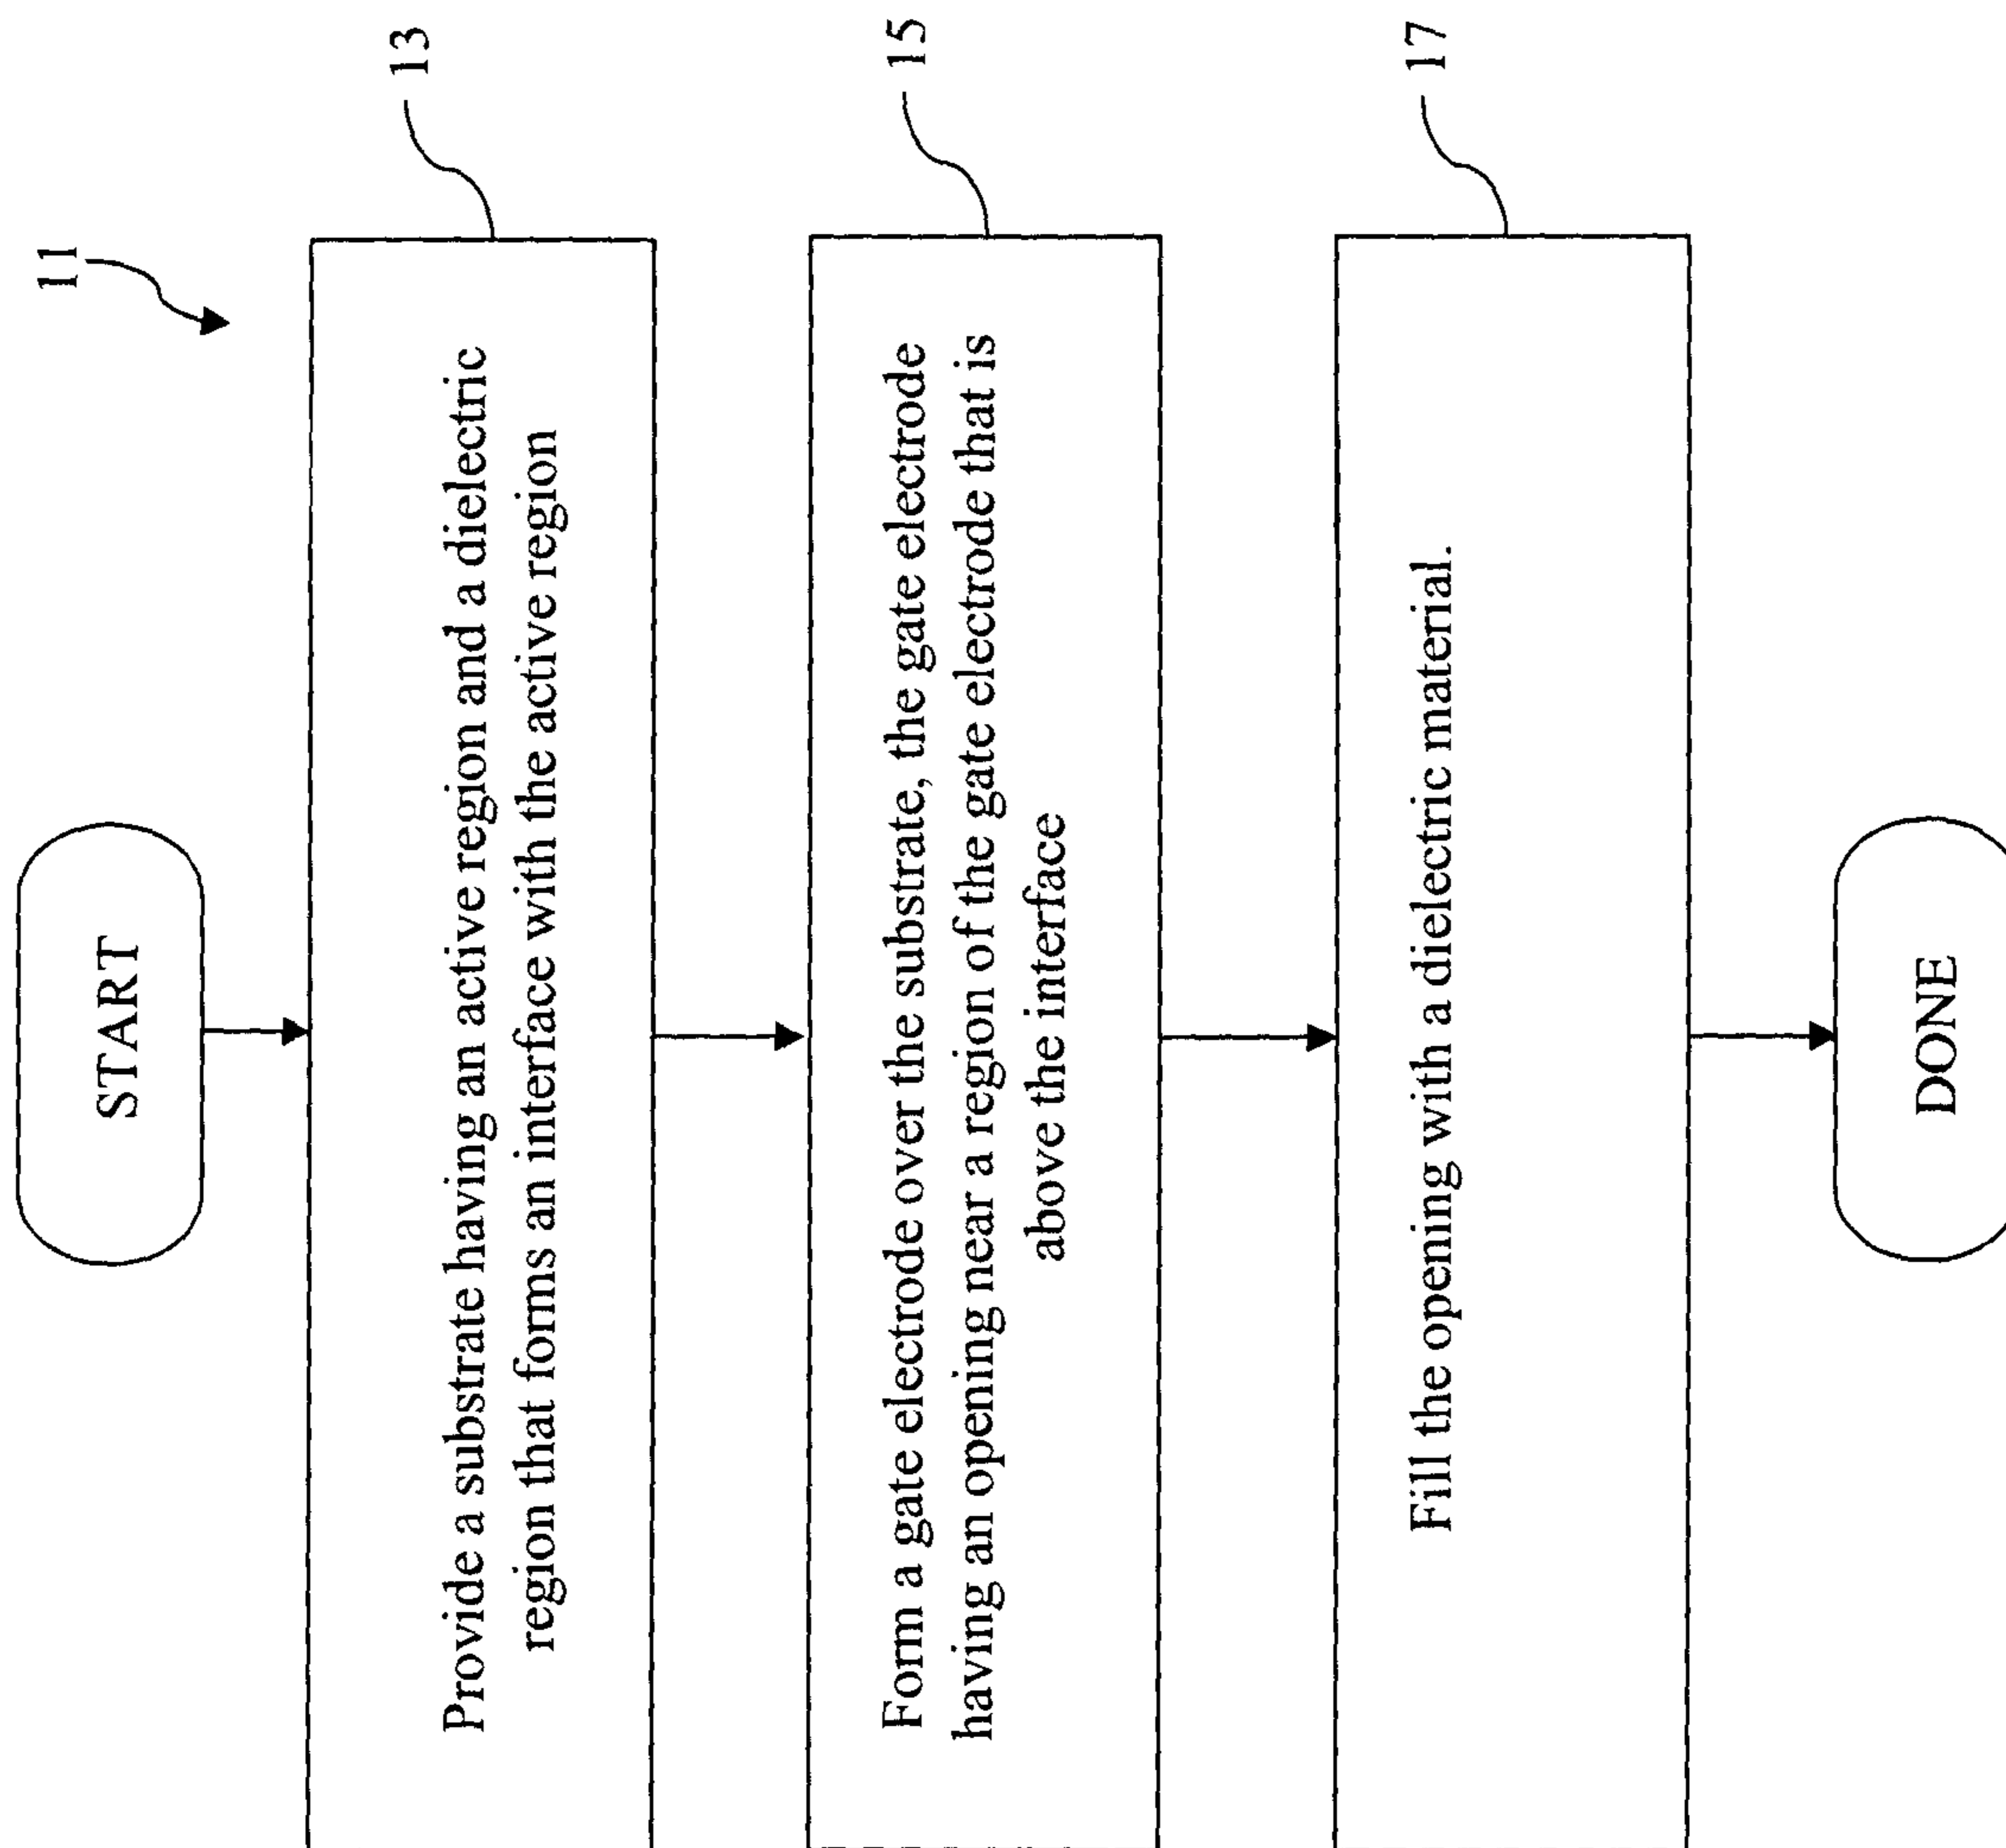 11
START
Provide a substrate having an active region and a dielectric
region that forms an interface with the active region
13
Form a gate electrode over the substrate, the gate electrode
having an opening near a region of the gate electrode that is
above the interface
15
Fill the opening with a dielectric material.
17
DONE